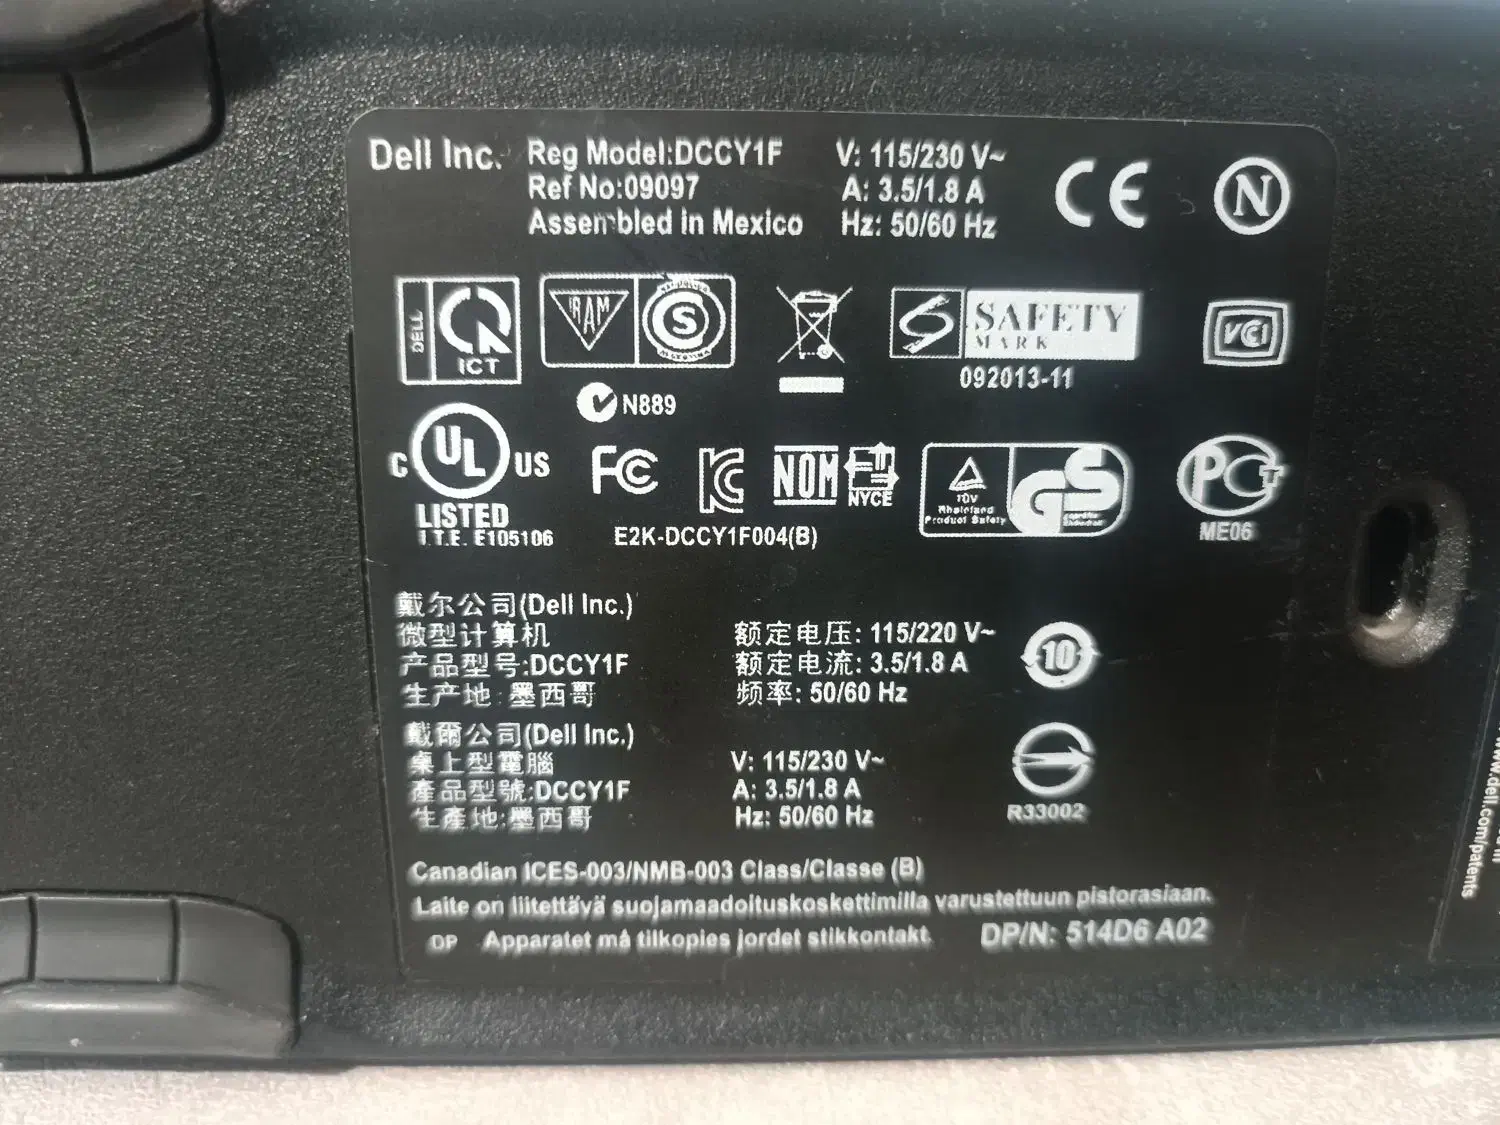 Dell Inc.
Reg Model:DCCY1F
Ref No:09097
Assembled in Mexico
V: 115/230 V~
A: 3.5/1.8 A
Hz: 50/60 Hz
CE
N
DELL
ICT
IRAM
S
SAFETY
MARK
092013-11
VCCI
N889
C UL US
LISTED
I.T.E. E105106
FC
E2K-DCCY1F004(B)
NOM
NYCE
TÜV
Rheinland
Product Safety
GS
geprüfte
Sicherheit
PCT
ME06
戴尔公司(Dell Inc.)
微型计算机
产品型号:DCCY1F
生产地: 墨西哥
额定电压: 115/220 V~
额定电流: 3.5/1.8 A
频率: 50/60 Hz
10
戴爾公司(Dell Inc.)
桌上型電腦
產品型號:DCCY1F
生產地:墨西哥
V: 115/230 V~
A: 3.5/1.8 A
Hz: 50/60 Hz
R33002
Canadian ICES-003/NMB-003 Class/Classe (B)
Laite on liitettävä suojamaadoituskoskettimilla varustettuun pistorasiaan.
DP Apparatet må tilkopies jordet stikkontakt.
DP/N: 514D6 A02
www.dell.com/patents